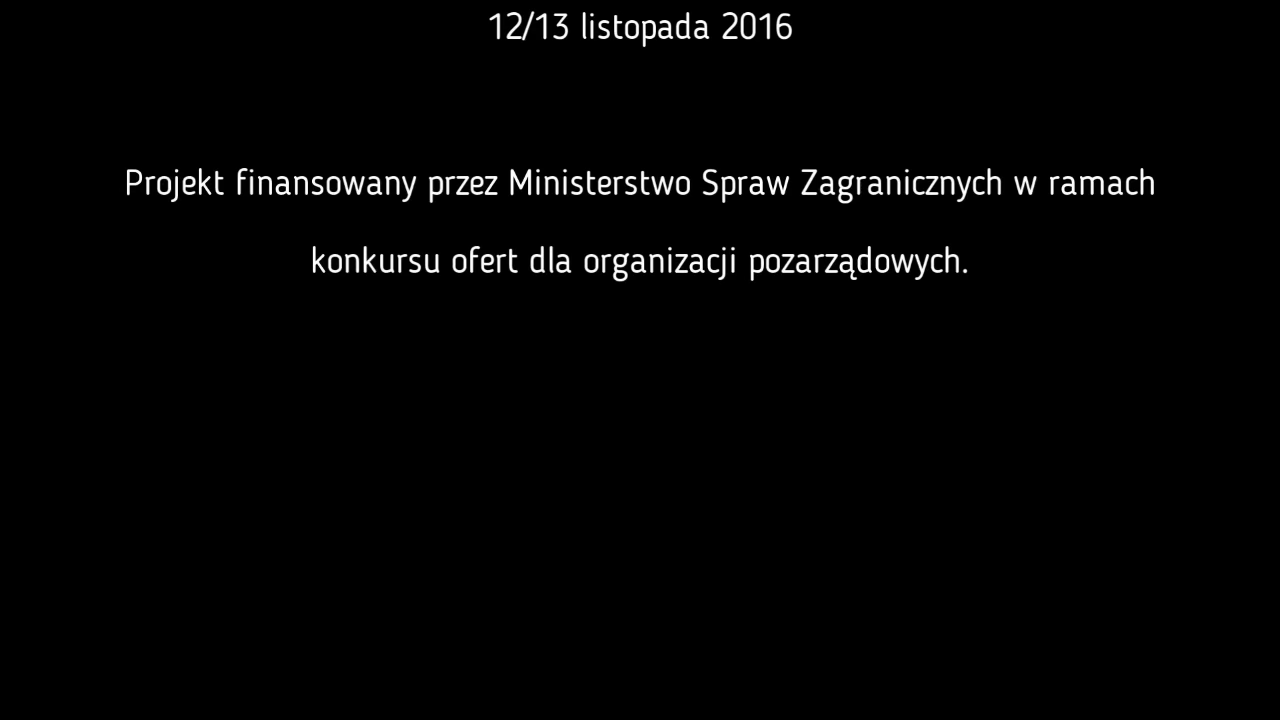 12/13 listopada 2016
Projekt finansowany przez Ministerstwo Spraw Zagranicznych w ramach
konkursu ofert dla organizacji pozarządowych.